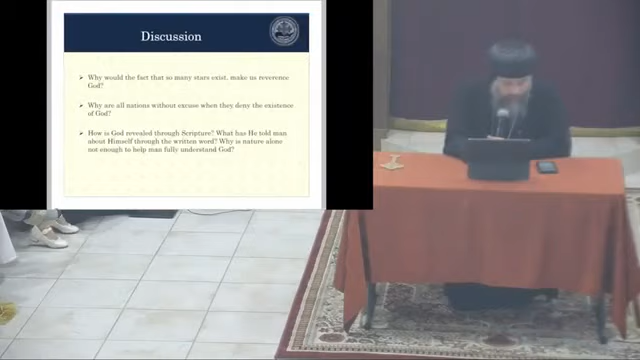 Discussion
➢ Why would the fact that so many stars exist, make us reverence
God?
➢ Why are all nations without excuse when they deny the existence
of God?
➢ How is God revealed through Scripture? What has He told man
about Himself through the written word? Why is nature alone
not enough to help man fully understand God?